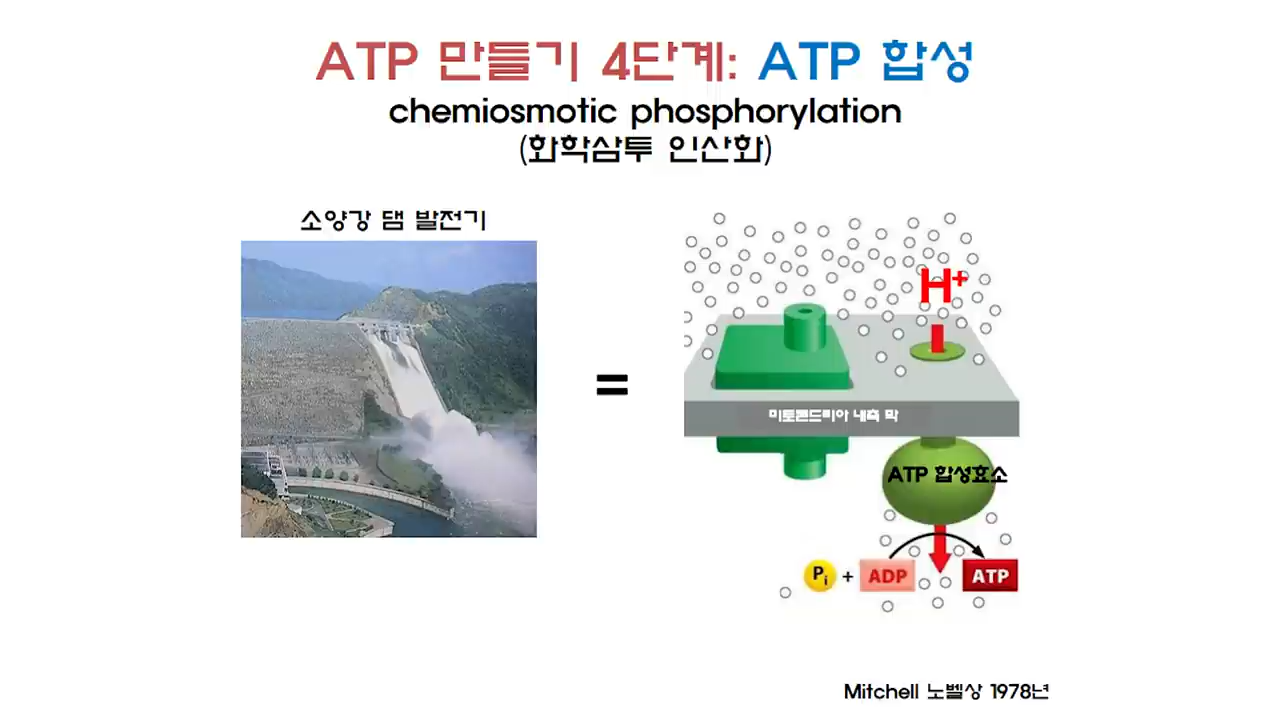 ATP 만들기 4단계: ATP 합성
chemiosmotic phosphorylation
(화학삼투 인산화)
소양강 댐 발전기
=
H+
미토콘드리아 내측 막
ATP 합성효소
Pi + ADP ATP
Mitchell 노벨상 1978년